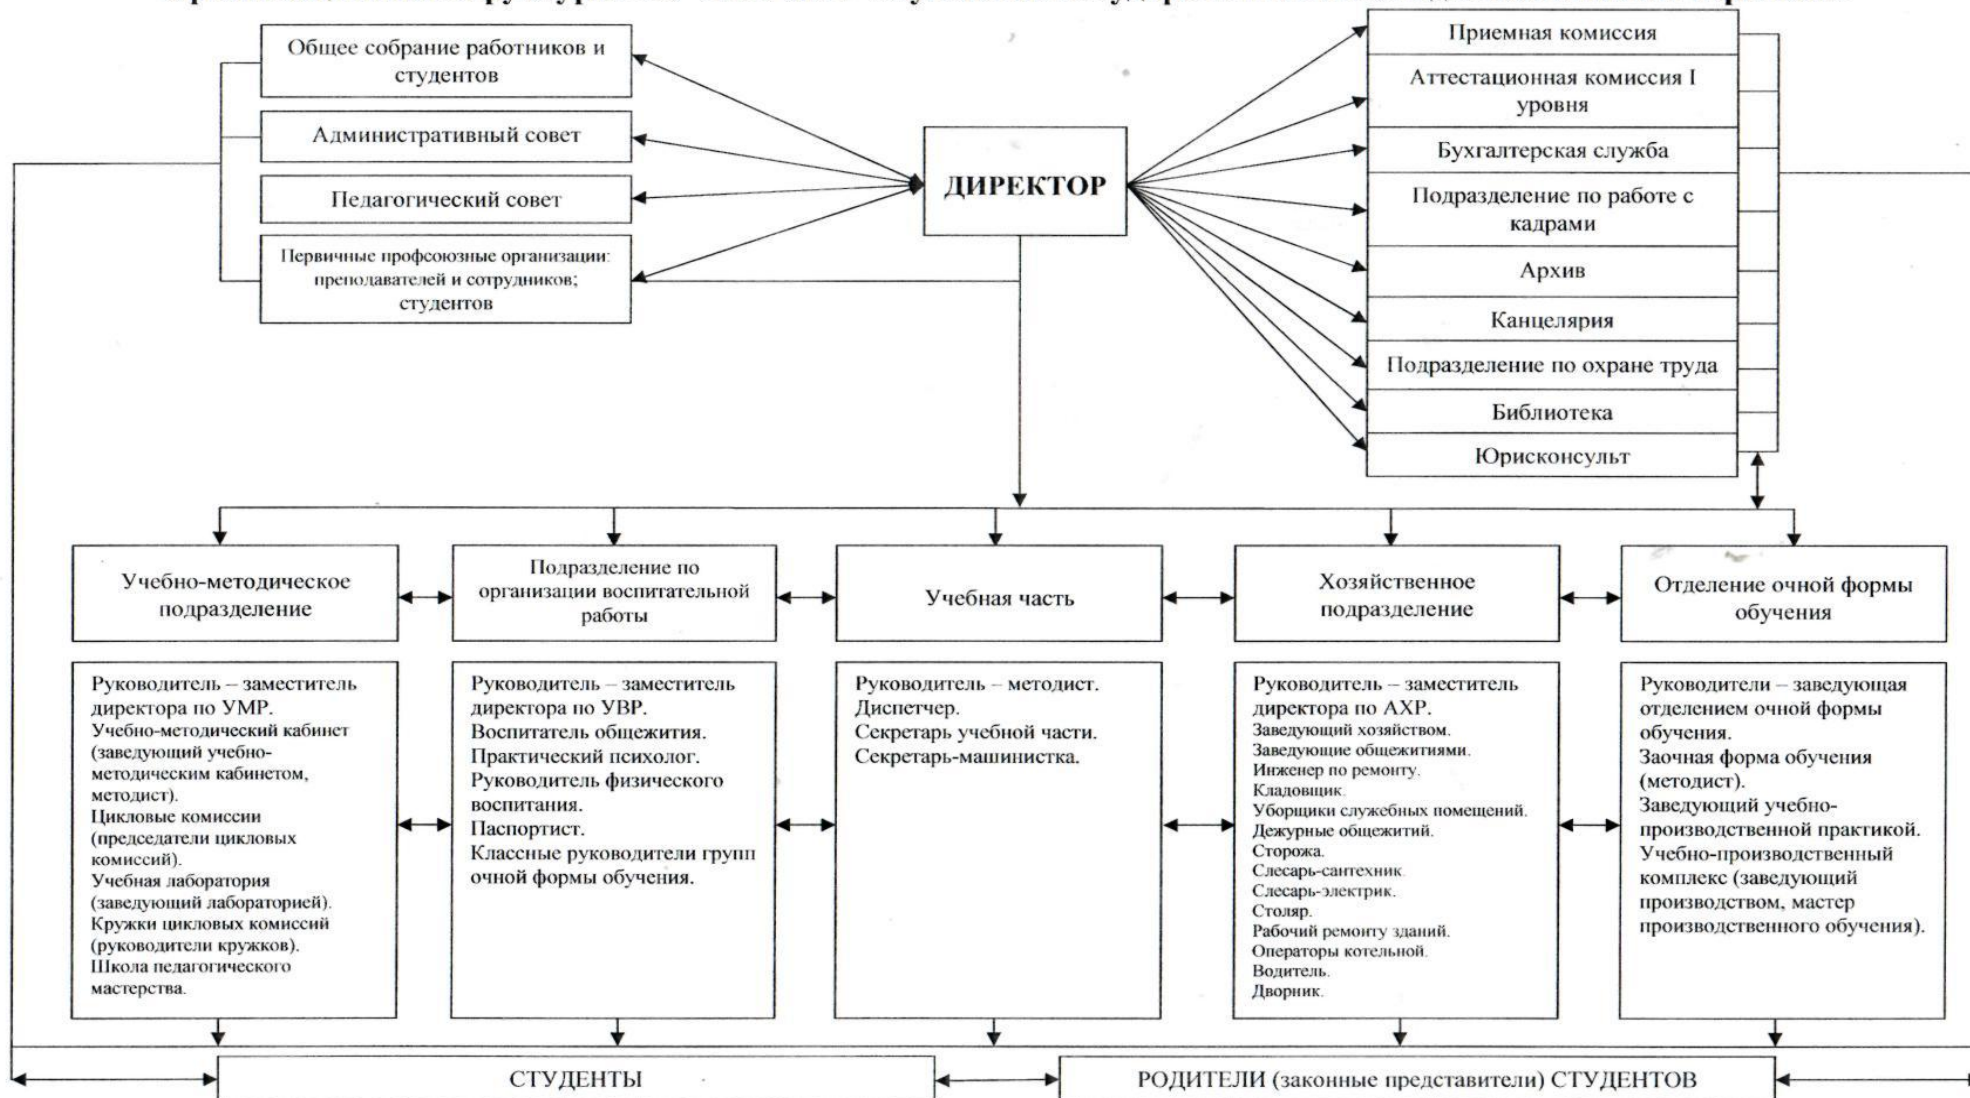 Общее собрание работников и
студентов
Административный совет
Педагогический совет
Первичные профсоюзные организации:
преподавателей и сотрудников;
студентов
ДИРЕКТОР
Приемная комиссия
Аттестационная комиссия I
уровня
Бухгалтерская служба
Подразделение по работе с
кадрами
Архив
Канцелярия
Подразделение по охране труда
Библиотека
Юрисконсульт
Учебно-методическое
подразделение
Подразделение по
организации воспитательной
работы
Учебная часть
Хозяйственное
подразделение
Отделение очной формы
обучения
Руководитель – заместитель
директора по УМР.
Учебно-методический кабинет
(заведующий учебно-
методическим кабинетом,
методист).
Цикловые комиссии
(председатели цикловых
комиссий).
Учебная лаборатория
(заведующий лабораторией).
Кружки цикловых комиссий
(руководители кружков).
Школа педагогического
мастерства.
Руководитель – заместитель
директора по УВР.
Воспитатель общежития.
Практический психолог.
Руководитель физического
воспитания.
Паспортист.
Классные руководители групп
очной формы обучения.
Руководитель – методист.
Диспетчер.
Секретарь учебной части.
Секретарь-машинистка.
Руководитель – заместитель
директора по АХР.
Заведующий хозяйством.
Заведующие общежитиями.
Инженер по ремонту.
Кладовщик.
Уборщики служебных помещений.
Дежурные общежитий.
Сторожа.
Слесарь-сантехник
Слесарь-электрик.
Столяр.
Рабочий ремонту зданий.
Операторы котельной.
Водитель.
Дворник.
Руководители – заведующая
отделением очной формы
обучения.
Заочная форма обучения
(методист).
Заведующий учебно-
производственной практикой.
Учебно-производственный
комплекс (заведующий
производством, мастер
производственного обучения).
СТУДЕНТЫ
РОДИТЕЛИ (законные представители) СТУДЕНТОВ